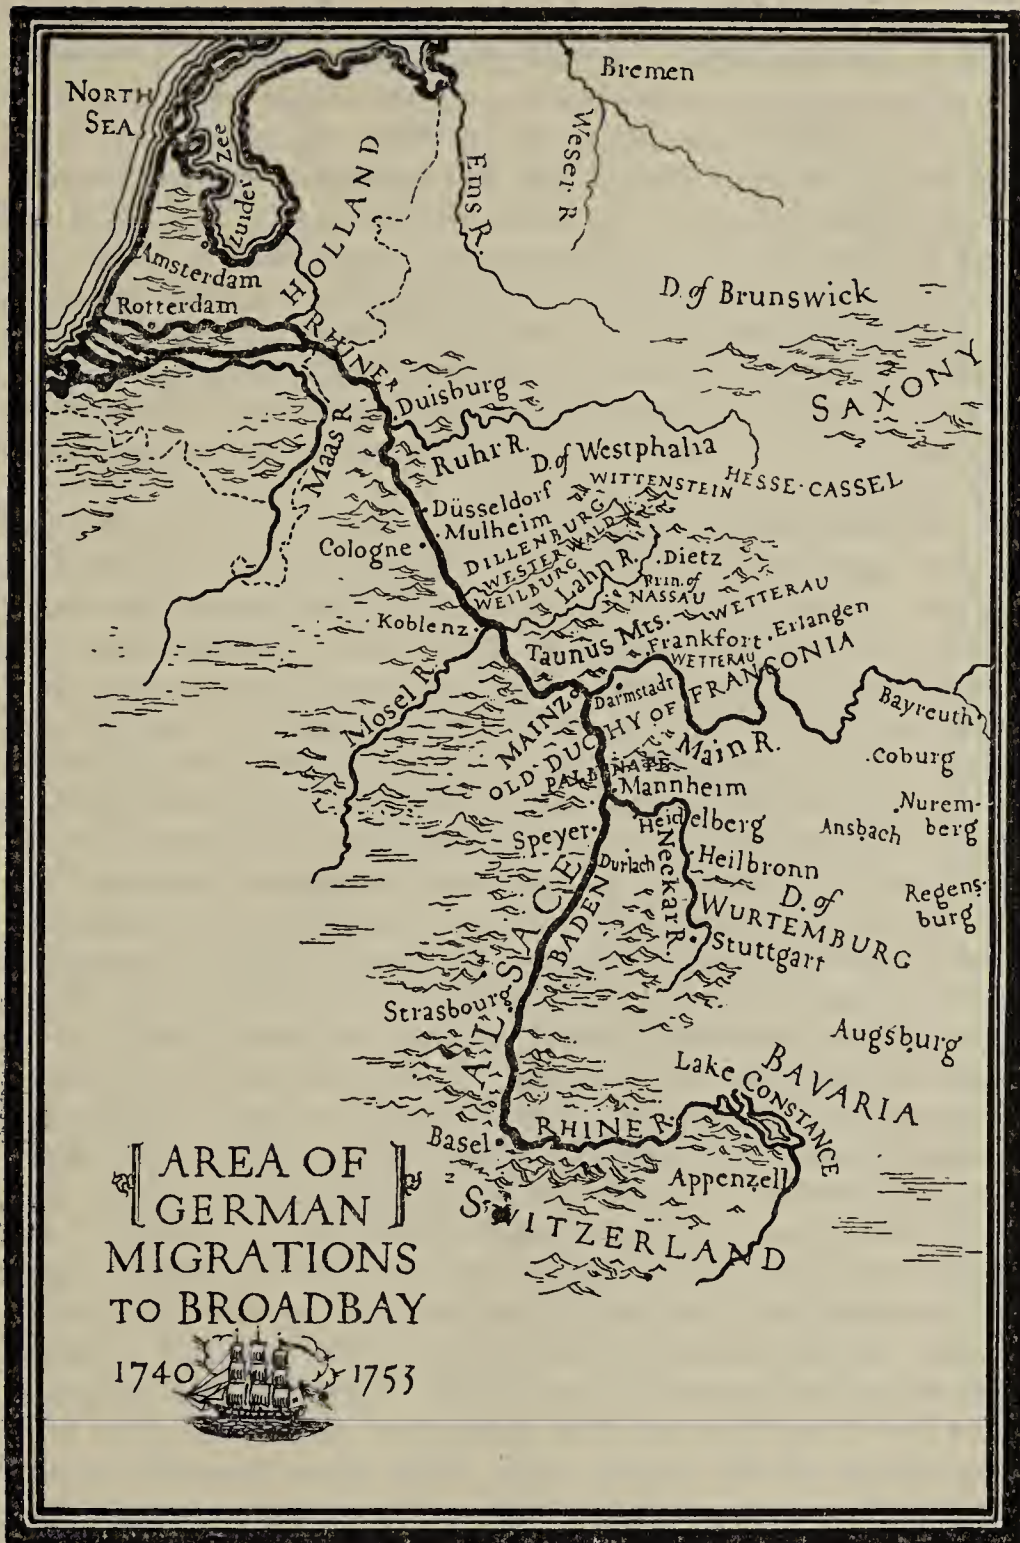 NORTH
SEA
Bremen
Zuider Zee
HOLLAND
Ems R.
Weser R
Amsterdam
Rotterdam
D. of Brunswick
RHINE R
SAXONY
Duisburg
Maas R
Ruhr R.
D. of Westphalia
WITTENSTEIN
HESSE-CASSEL
Düsseldorf
Mulheim
Cologne
DILLENBURG
WESTERWALD
WEILBURG
Lahn R.
Dietz
Prin. of
NASSAU
Koblenz
WETTERAU
Taunus Mts.
Frankfort
Erlangen
WETTERAU
Mosel R.
MAINZ
Darmstadt
OLD DUCHY OF FRANCONIA
Bayreuth
Main R.
Coburg
PALATINATE
Mannheim
Nurem-
berg
Speyer
Heidelberg
Ansbach
Durlach
Neckar R.
Heilbronn
Regens-
burg
ALSACE
BADEN
D. of
WURTEMBURG
Stuttgart
Strasbourg
Augsburg
BAVARIA
Lake CONSTANCE
Basel
RHINE R.
Appenzell
SWITZERLAND
AREA OF
GERMAN
MIGRATIONS
TO BROADBAY
1740 1753